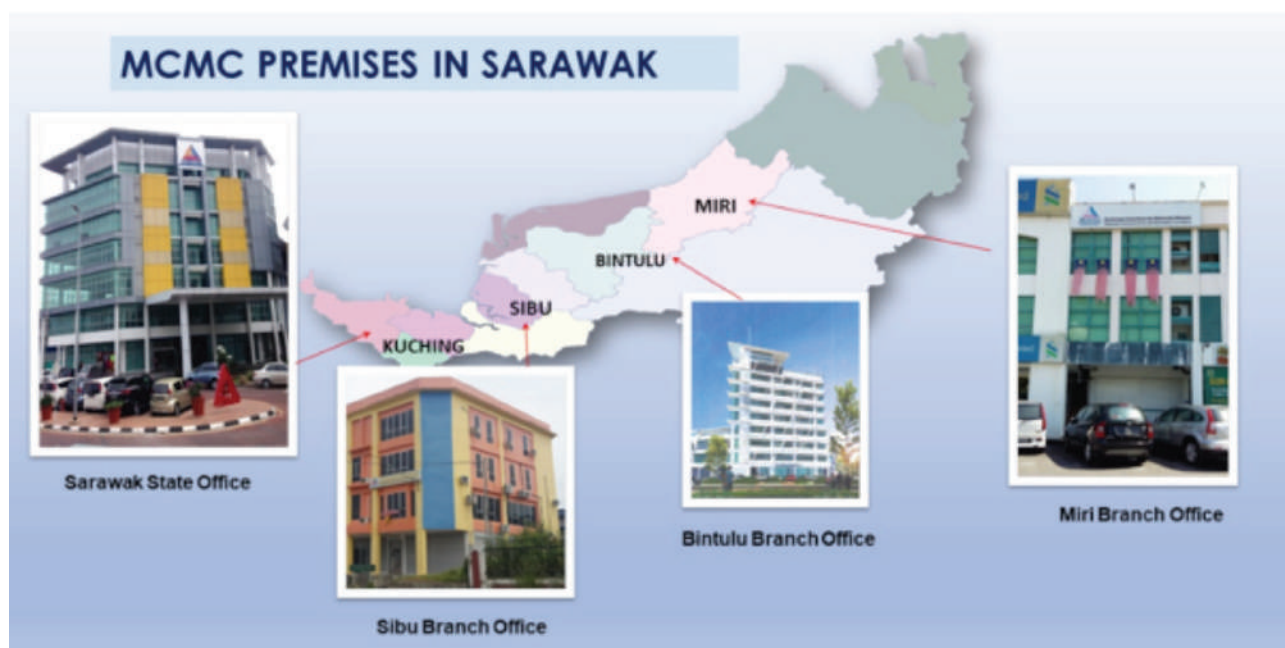 MCMC PREMISES IN SARAWAK
MIRI
BINTULU
SIBU
KUCHING
Sarawak State Office
Sibu Branch Office
Bintulu Branch Office
Miri Branch Office